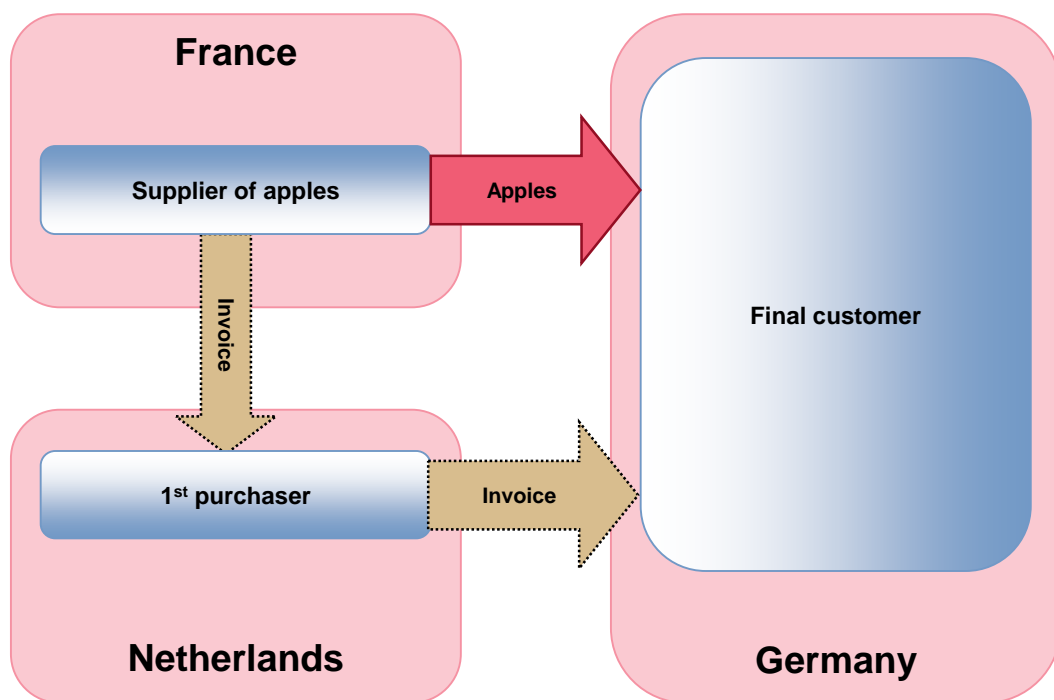 France
Supplier of apples
Apples
Invoice
Final customer
1st purchaser
Invoice
Netherlands
Germany